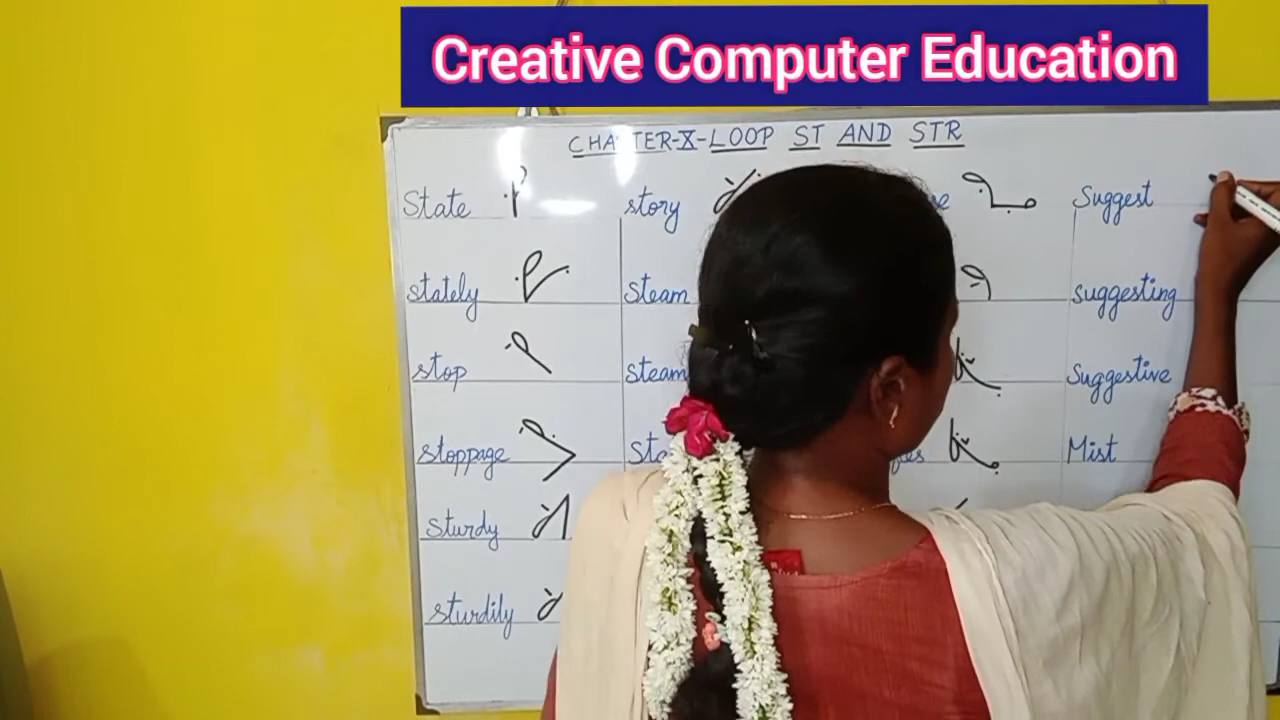 Creative Computer Education
CHAPTER-X-LOOP ST AND STR
State story Suggest
stately Steam suggesting
stop Steam Suggestive
stoppage Mist
sturdy
sturdily